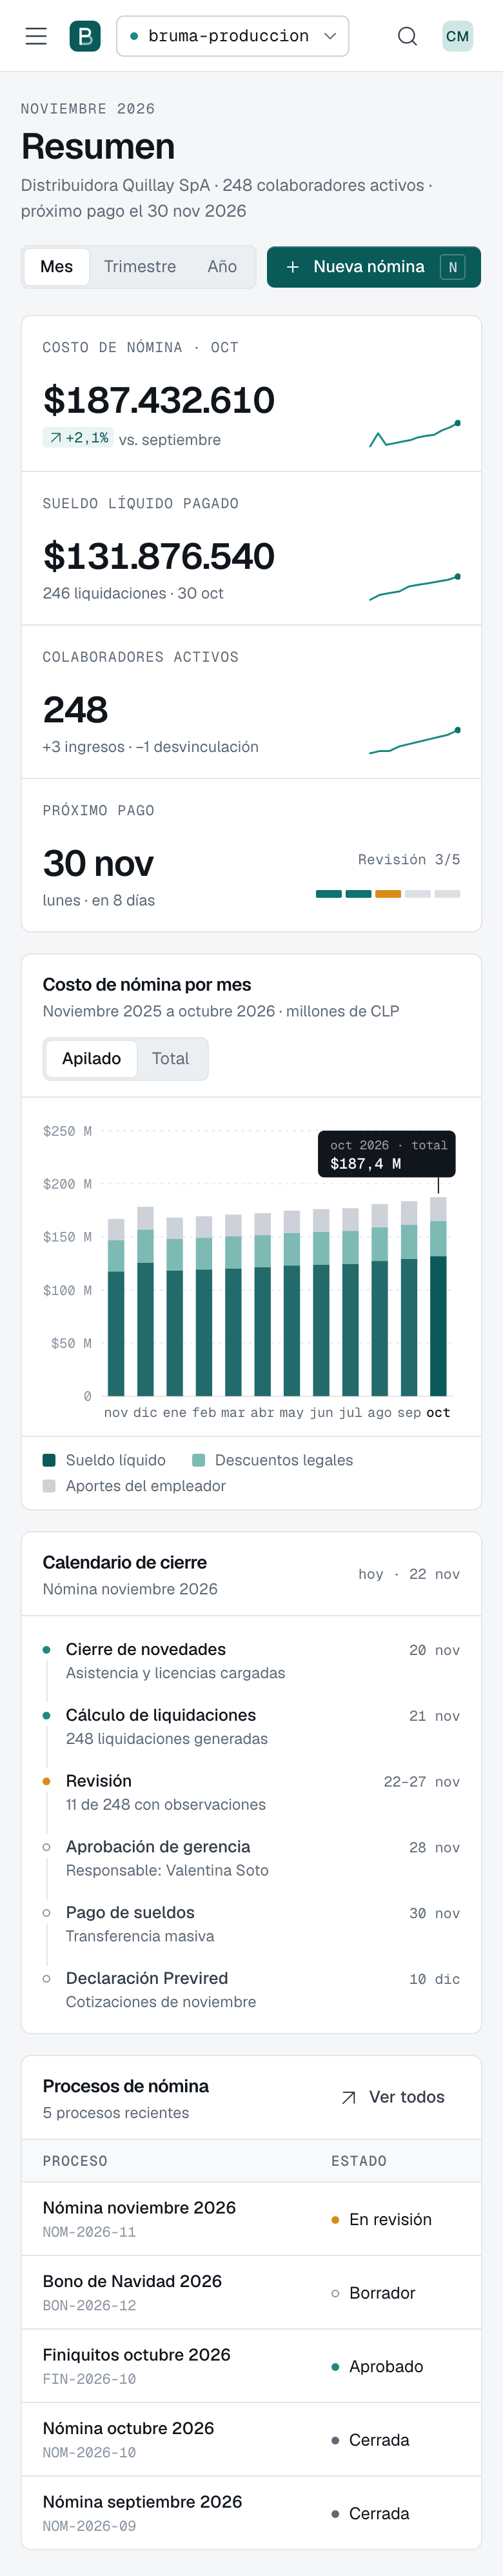 B
bruma-produccion
CM
NOVIEMBRE 2026
Resumen
Distribuidora Quillay SpA · 248 colaboradores activos ·
próximo pago el 30 nov 2026
Mes Trimestre Año
Nueva nómina N
COSTO DE NÓMINA · OCT
$187.432.610
+2,1% vs. septiembre
SUELDO LÍQUIDO PAGADO
$131.876.540
246 liquidaciones · 30 oct
COLABORADORES ACTIVOS
248
+3 ingresos · −1 desvinculación
PRÓXIMO PAGO
30 nov
Revisión 3/5
lunes · en 8 días
Costo de nómina por mes
Noviembre 2025 a octubre 2026 · millones de CLP
Apilado Total
$250 M
oct 2026 · total
$187,4 M
$200 M
$150 M
$100 M
$50 M
0
nov dic ene feb mar abr may jun jul ago sep oct
Sueldo líquido Descuentos legales
Aportes del empleador
Calendario de cierre
Nómina noviembre 2026
hoy · 22 nov
Cierre de novedades 20 nov
Asistencia y licencias cargadas
Cálculo de liquidaciones 21 nov
248 liquidaciones generadas
Revisión 22–27 nov
11 de 248 con observaciones
Aprobación de gerencia 28 nov
Responsable: Valentina Soto
Pago de sueldos 30 nov
Transferencia masiva
Declaración Previred 10 dic
Cotizaciones de noviembre
Procesos de nómina
5 procesos recientes
Ver todos
PROCESO ESTADO
Nómina noviembre 2026
NOM-2026-11
En revisión
Bono de Navidad 2026
BON-2026-12
Borrador
Finiquitos octubre 2026
FIN-2026-10
Aprobado
Nómina octubre 2026
NOM-2026-10
Cerrada
Nómina septiembre 2026
NOM-2026-09
Cerrada